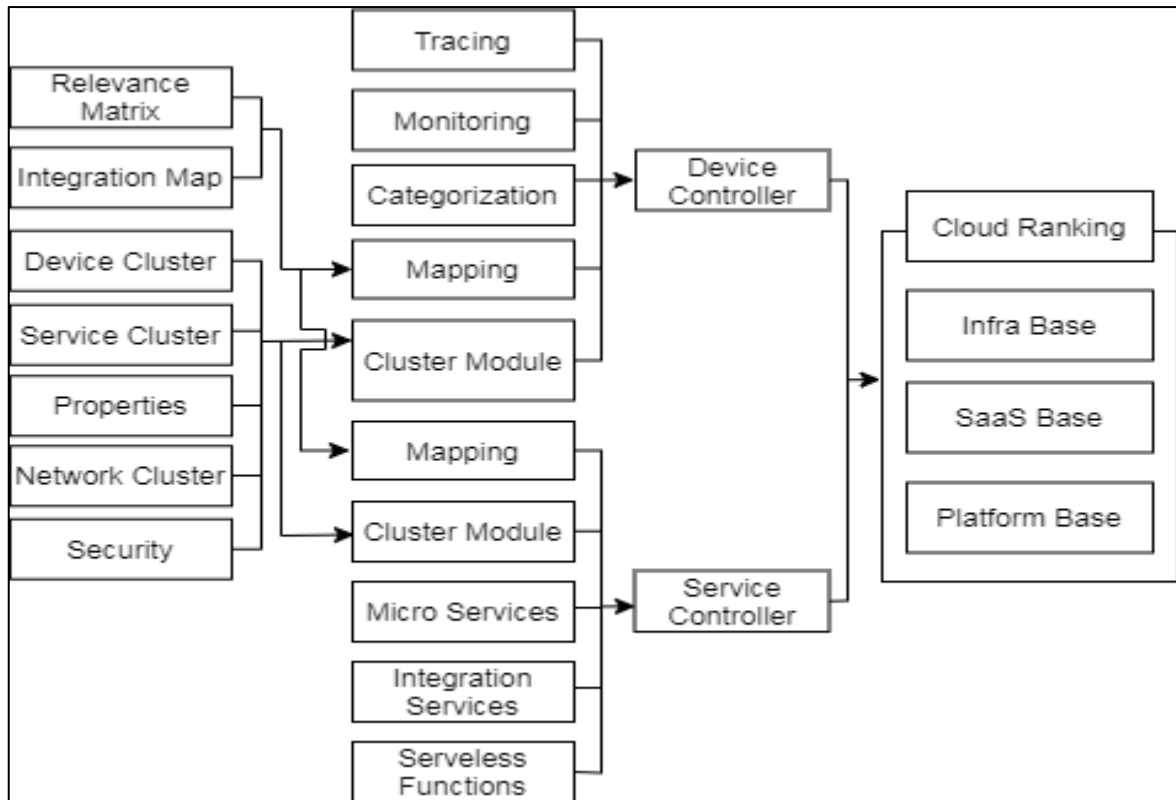 Relevance
Matrix
Integration Map
Device Cluster
Service Cluster
Properties
Network Cluster
Security
Tracing
Monitoring
Categorization
Mapping
Cluster Module
Mapping
Cluster Module
Micro Services
Integration
Services
Serveless
Functions
Device
Controller
Service
Controller
Cloud Ranking
Infra Base
SaaS Base
Platform Base